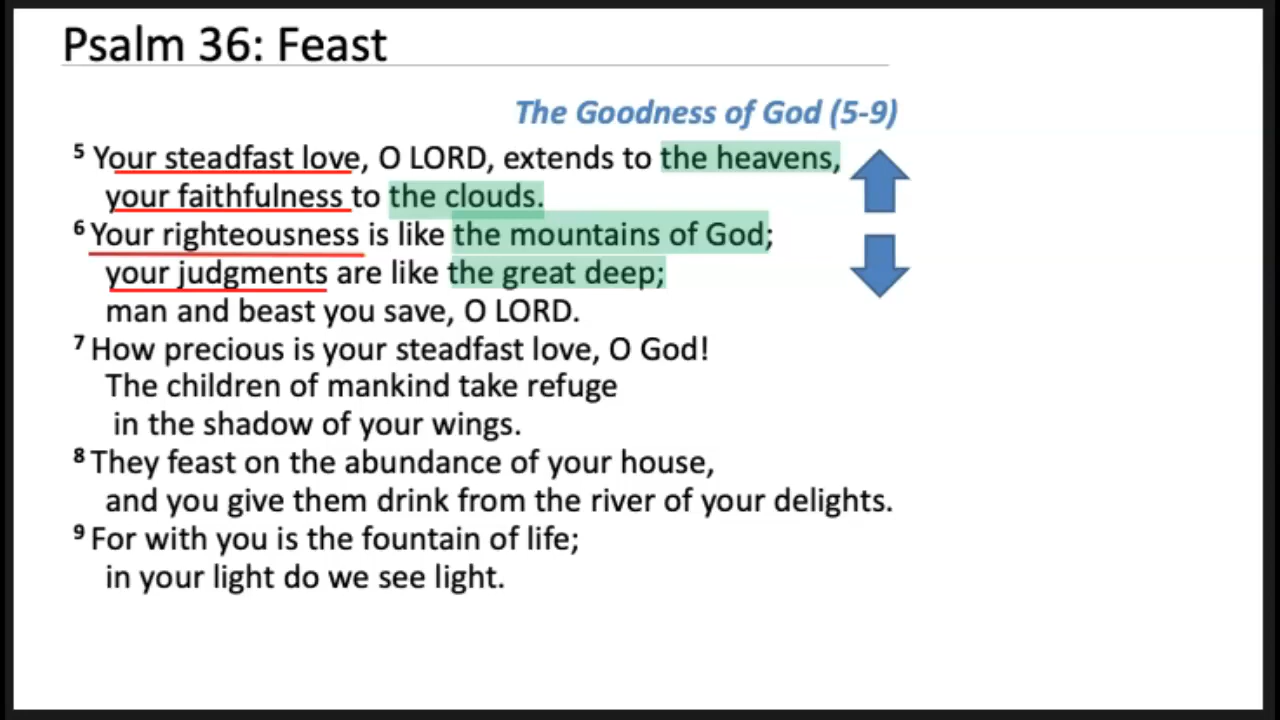 Psalm 36: Feast
The Goodness of God (5-9)
5 Your steadfast love, O LORD, extends to the heavens,
your faithfulness to the clouds.
6 Your righteousness is like the mountains of God;
your judgments are like the great deep;
man and beast you save, O LORD.
7 How precious is your steadfast love, O God!
The children of mankind take refuge
in the shadow of your wings.
8 They feast on the abundance of your house,
and you give them drink from the river of your delights.
9 For with you is the fountain of life;
in your light do we see light.